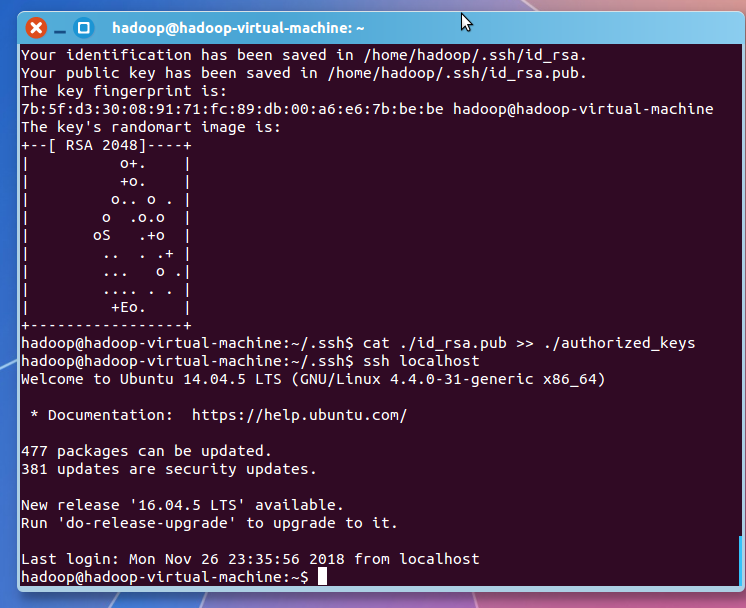 hadoop@hadoop-virtual-machine: ~
Your identification has been saved in /home/hadoop/.ssh/id_rsa.
Your public key has been saved in /home/hadoop/.ssh/id_rsa.pub.
The key fingerprint is:
7b:5f:d3:30:08:91:71:fc:89:db:00:a6:e6:7b:be:be hadoop@hadoop-virtual-machine
The key's randomart image is:
+--[ RSA 2048]----+
|          o+.    |
|          +o.    |
|         o.. o . |
|        o  .o.o  |
|       oS   .+o  |
|        ..  . .+ |
|        ...   o .|
|        .... . . |
|         +Eo.    |
+-----------------+
hadoop@hadoop-virtual-machine:~/.ssh$ cat ./id_rsa.pub >> ./authorized_keys
hadoop@hadoop-virtual-machine:~/.ssh$ ssh localhost
Welcome to Ubuntu 14.04.5 LTS (GNU/Linux 4.4.0-31-generic x86_64)
 * Documentation:  https://help.ubuntu.com/
477 packages can be updated.
381 updates are security updates.
New release '16.04.5 LTS' available.
Run 'do-release-upgrade' to upgrade to it.
Last login: Mon Nov 26 23:35:56 2018 from localhost
hadoop@hadoop-virtual-machine:~$